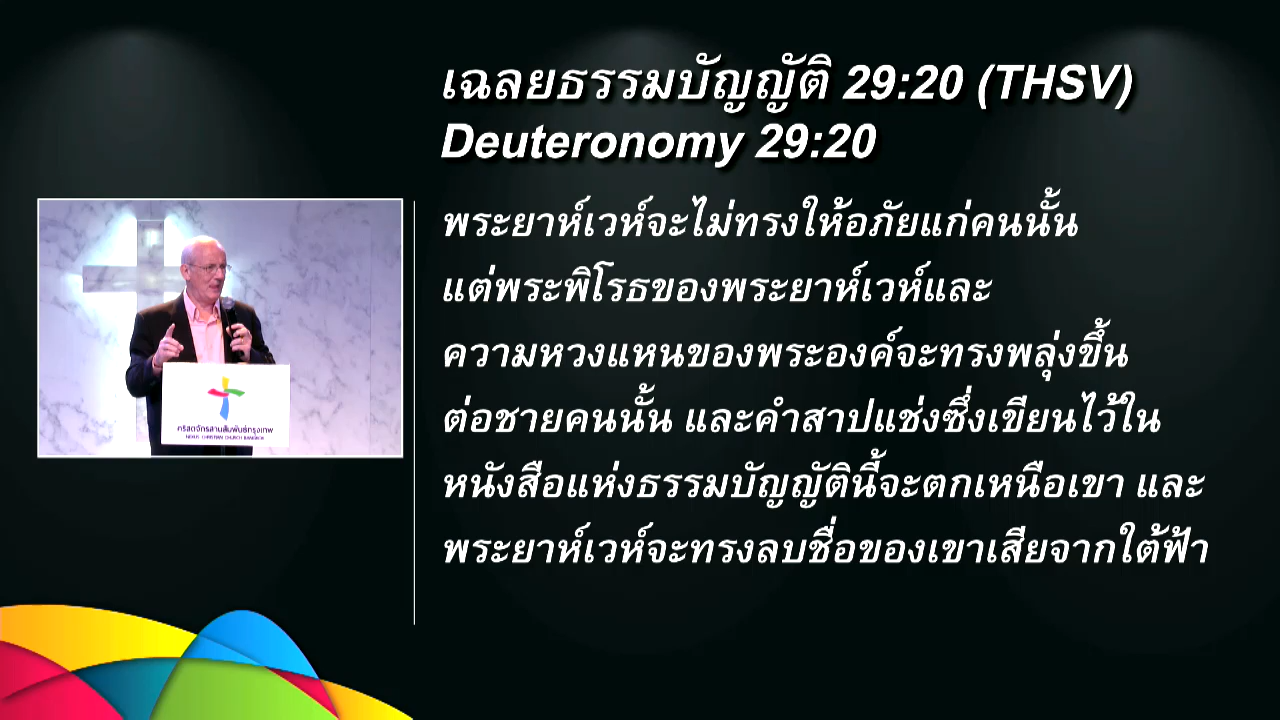 เฉลยธรรมบัญญัติ 29:20 (THSV)
Deuteronomy 29:20
พระยาห์เวห์จะไม่ทรงให้อภัยแก่คนนั้น
แต่พระพิโรธของพระยาห์เวห์และ
ความหวงแหนของพระองค์จะทรงพลุ่งขึ้น
ต่อชายคนนั้น และคำสาปแช่งซึ่งเขียนไว้ใน
หนังสือแห่งธรรมบัญญัตินี้จะตกเหนือเขา และ
พระยาห์เวห์จะทรงลบชื่อของเขาเสียจากใต้ฟ้า
คริสตจักรสานสัมพันธ์กรุงเทพ
NEXUS CHRISTIAN CHURCH BANGKOK